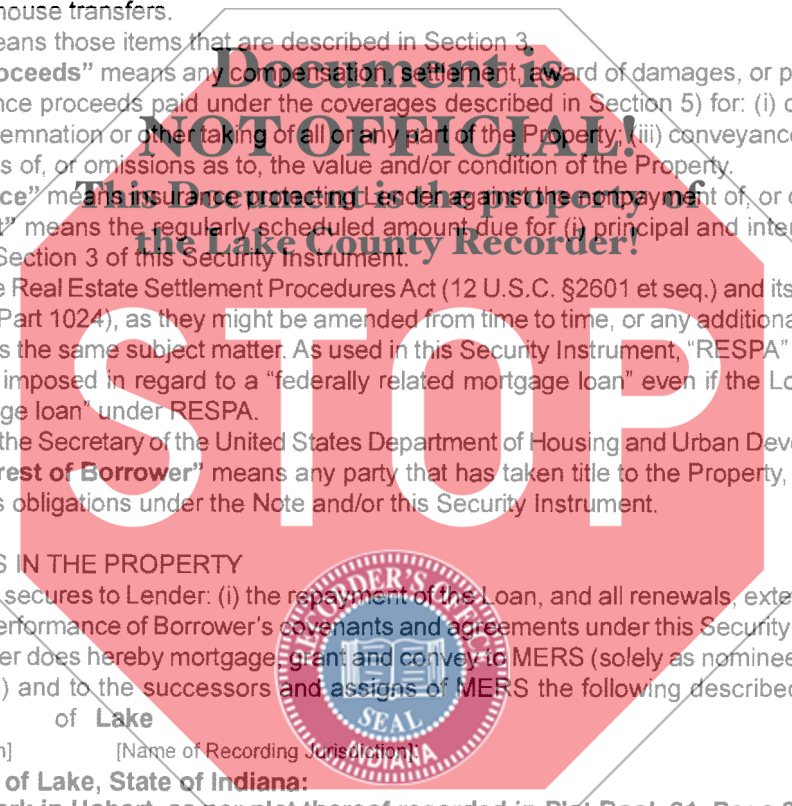 house transfers.
eans those items that are described in Section 3.
oceeds" means any compensation, settlement, award of damages, or p
nce proceeds paid under the coverages described in Section 5) for: (i) d
emnation or other taking of all or any part of the Property; (iii) conveyance
s of, or omissions as to, the value and/or condition of the Property.
ce" means insurance protecting Lender against the nonpayment of, or d
t" means the regularly scheduled amount due for (i) principal and inter
Section 3 of this Security Instrument.
e Real Estate Settlement Procedures Act (12 U.S.C. §2601 et seq.) and its
Part 1024), as they might be amended from time to time, or any additiona
s the same subject matter. As used in this Security Instrument, "RESPA"
imposed in regard to a "federally related mortgage loan" even if the Lo
ge loan" under RESPA.
the Secretary of the United States Department of Housing and Urban Deve
rest of Borrower" means any party that has taken title to the Property,
s obligations under the Note and/or this Security Instrument.
S IN THE PROPERTY
secures to Lender: (i) the repayment of the Loan, and all renewals, exte
erformance of Borrower's covenants and agreements under this Security
er does hereby mortgage, grant and convey to MERS (solely as nominee
) and to the successors and assigns of MERS the following described
of Lake
n] [Name of Recording Jurisdiction]:
of Lake, State of Indiana:
Document is
NOT OFFICIAL!
This Document is the property of
the Lake County Recorder!
STOP
RECORDER'S OFFICE
SEAL
INDIANA